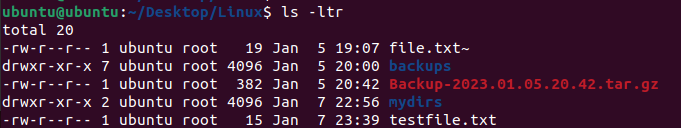 ubuntu@ubuntu:~/Desktop/Linux$ ls -ltr
total 20
-rw-r--r-- 1 ubuntu root   19 Jan  5 19:07 file.txt~
drwxr-xr-x 7 ubuntu root 4096 Jan  5 20:00 backups
-rw-r--r-- 1 ubuntu root  382 Jan  5 20:42 Backup-2023.01.05.20.42.tar.gz
drwxr-xr-x 2 ubuntu root 4096 Jan  7 22:56 mydirs
-rw-r--r-- 1 ubuntu root   15 Jan  7 23:39 testfile.txt